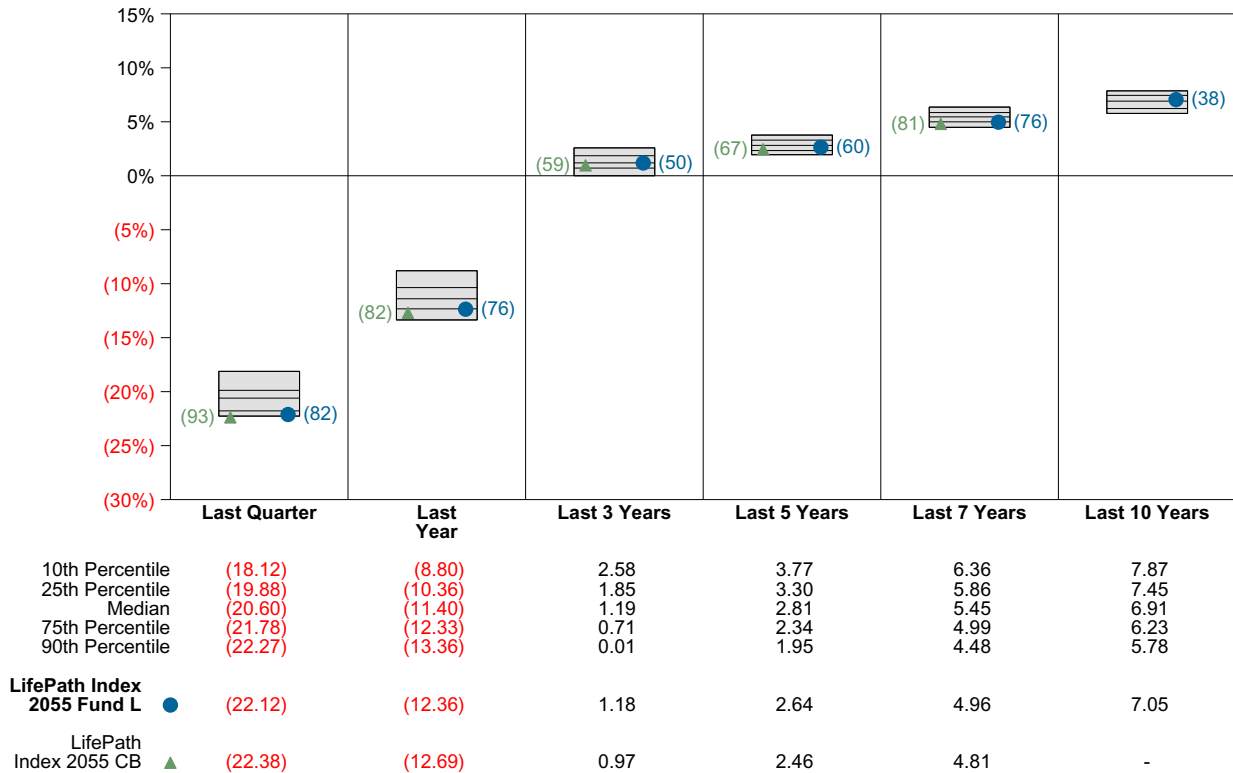 15%
10%
5%
0%
(5%)
(10%)
(15%)
(20%)
(25%)
(30%)
(93) (82)
(82) (76)
(59) (50)
(67) (60)
(81) (76)
(38)
Last Quarter Last Last 3 Years Last 5 Years Last 7 Years Last 10 Years
Year
10th Percentile (18.12) (8.80) 2.58 3.77 6.36 7.87
25th Percentile (19.88) (10.36) 1.85 3.30 5.86 7.45
Median (20.60) (11.40) 1.19 2.81 5.45 6.91
75th Percentile (21.78) (12.33) 0.71 2.34 4.99 6.23
90th Percentile (22.27) (13.36) 0.01 1.95 4.48 5.78
LifePath Index
2055 Fund L (22.12) (12.36) 1.18 2.64 4.96 7.05
LifePath
Index 2055 CB (22.38) (12.69) 0.97 2.46 4.81 -